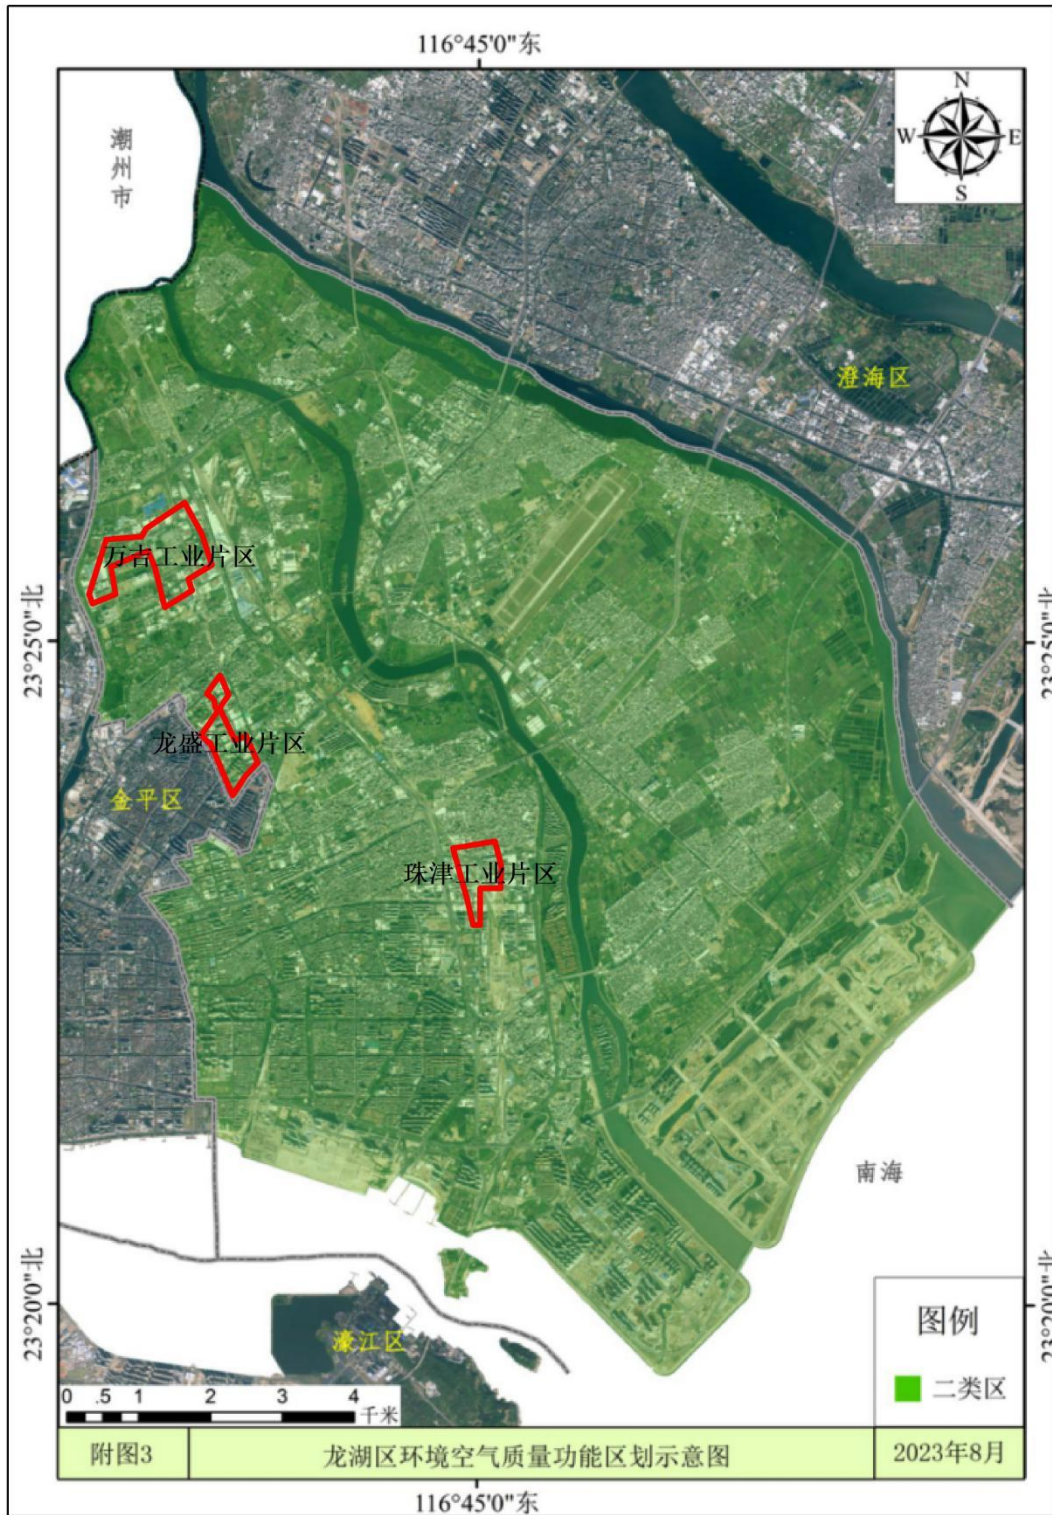 116°45'0"东
N
W
E
S
潮州市
澄海区
万吉工业片区
23°25'0"北
23°25'0"北
龙盛工业片区
金平区
珠津工业片区
南海
23°20'0"北
23°20'0"北
濠江区
图例
二类区
0 .5 1 2 3 4
千米
附图3
龙湖区环境空气质量功能区划示意图
2023年8月
116°45'0"东